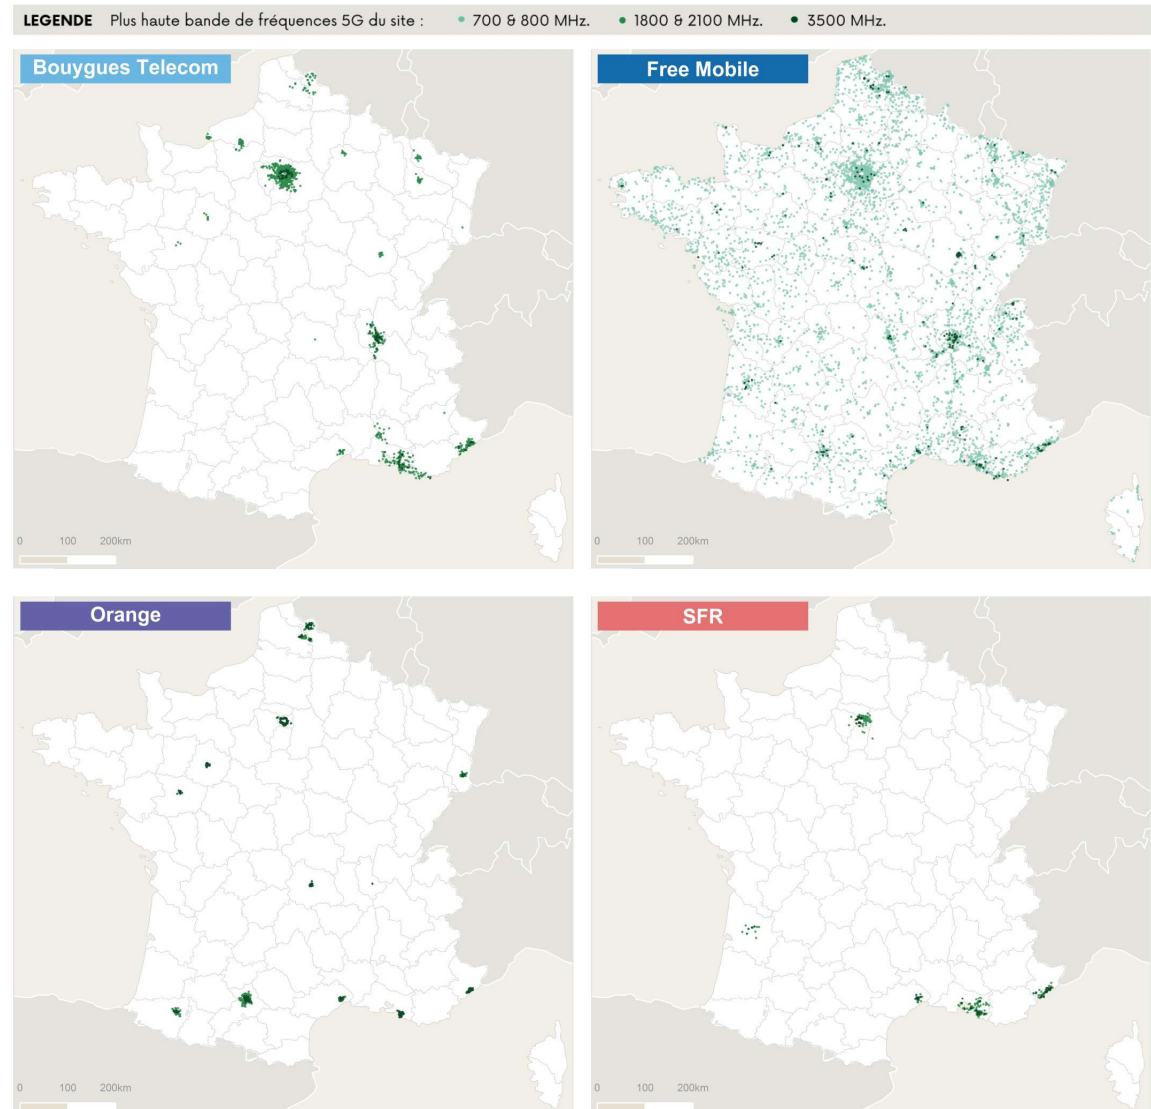 LEGENDE Plus haute bande de fréquences 5G du site : 700 & 800 MHz. 1800 & 2100 MHz. 3500 MHz.
Bouygues Telecom
0 100 200km
Free Mobile
0 100 200km
Orange
0 100 200km
SFR
0 100 200km